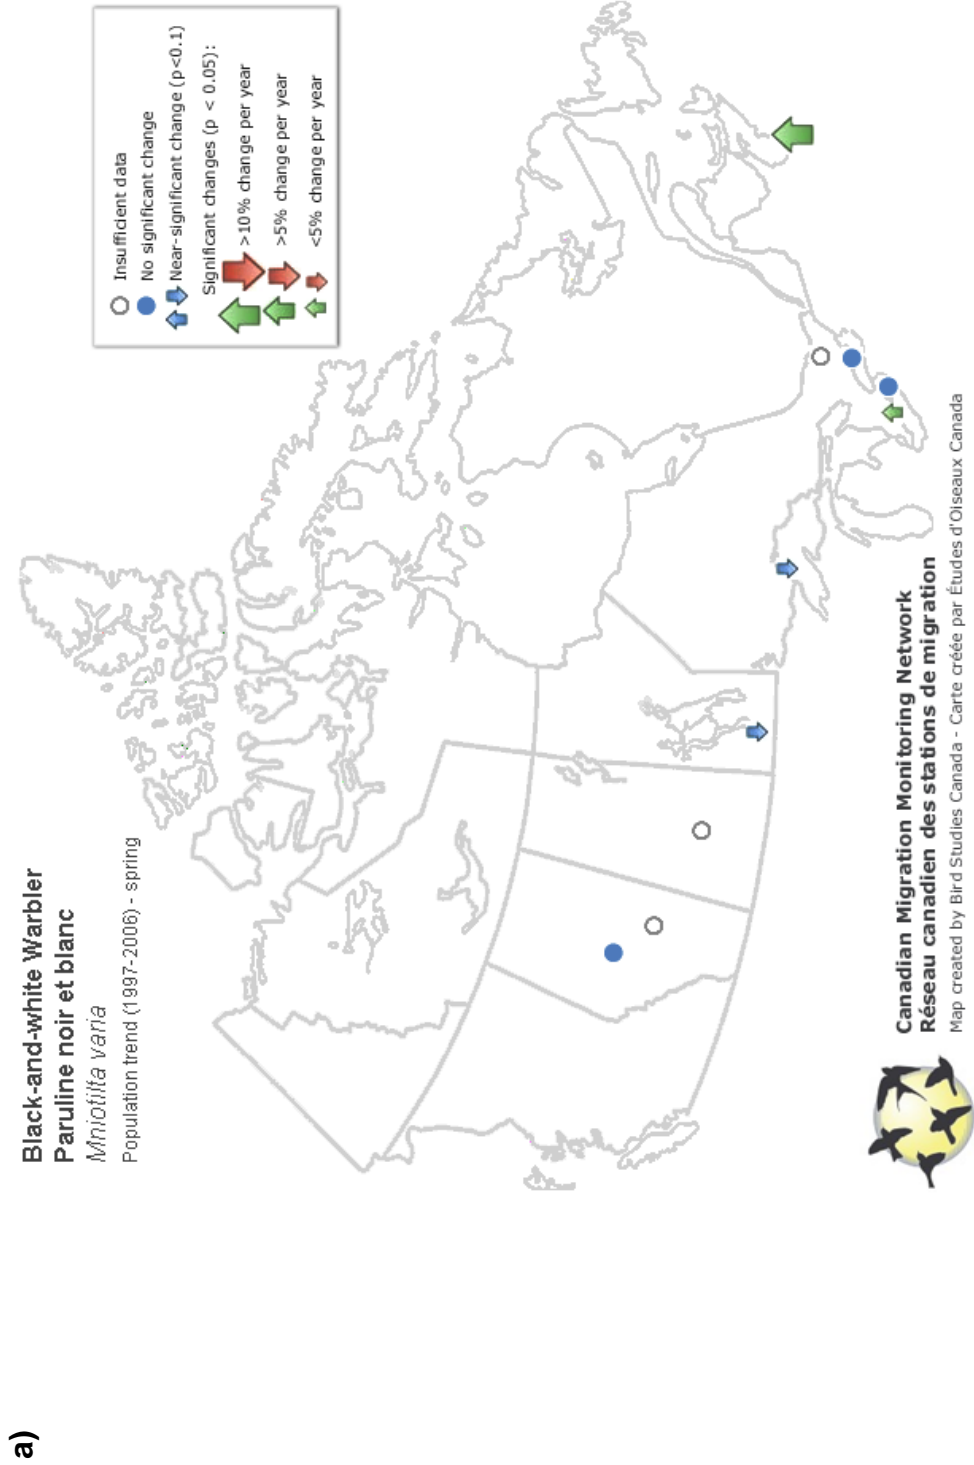 a)
Black-and-white Warbler
Paruline noir et blanc
Mniotilta varia
Population trend (1997-2006) - spring
Insufficient data
No significant change
Near-significant change (p<0.1)
Significant changes (p < 0.05):
>10% change per year
>5% change per year
<5% change per year
Canadian Migration Monitoring Network
Réseau canadien des stations de migration
Map created by Bird Studies Canada - Carte créée par Études d'Oiseaux Canada